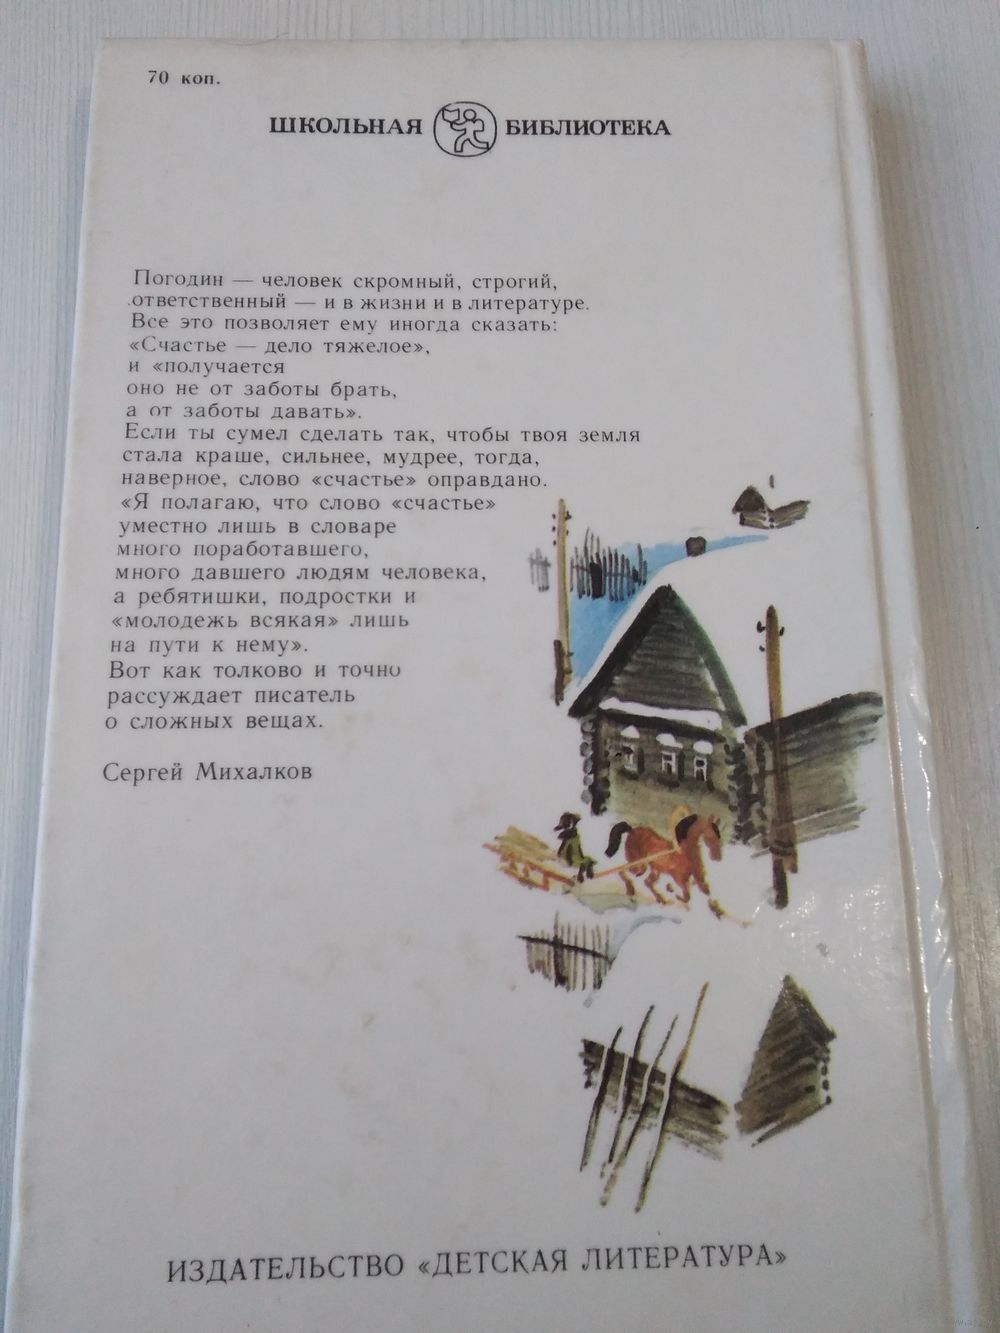 70 коп.
ШКОЛЬНАЯ БИБЛИОТЕКА
Погодин — человек скромный, строгий,
ответственный — и в жизни и в литературе.
Все это позволяет ему иногда сказать:
«Счастье — дело тяжелое»,
и «получается
оно не от заботы брать,
а от заботы давать».
Если ты сумел сделать так, чтобы твоя земля
стала краше, сильнее, мудрее, тогда,
наверное, слово «счастье» оправдано.
«Я полагаю, что слово «счастье»
уместно лишь в словаре
много поработавшего,
много давшего людям человека,
а ребятишки, подростки и
«молодежь всякая» лишь
на пути к нему».
Вот как толково и точно
рассуждает писатель
о сложных вещах.
Сергей Михалков
ИЗДАТЕЛЬСТВО «ДЕТСКАЯ ЛИТЕРАТУРА»